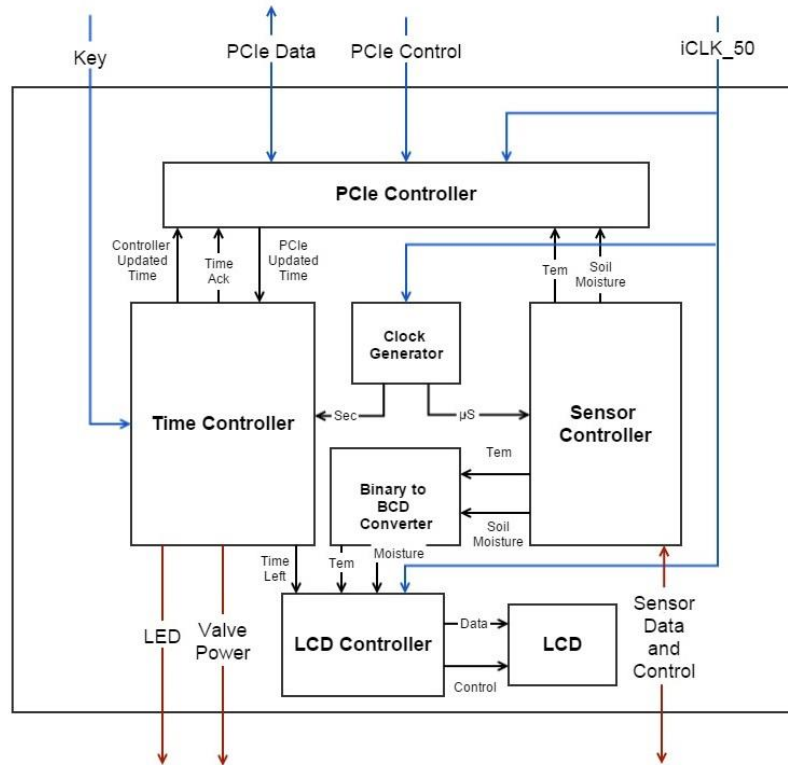 Key
PCIe Data
PCIe Control
iCLK_50
PCIe Controller
Controller
Updated
Time
Time
Ack
PCIe
Updated
Time
Tem
Soil
Moisture
Clock
Generator
Time Controller
Sec
µS
Sensor
Controller
Tem
Binary to
BCD
Converter
Soil
Moisture
Time
Left
Tem
Moisture
LED
Valve
Power
LCD Controller
Data
Control
LCD
Sensor
Data
and
Control